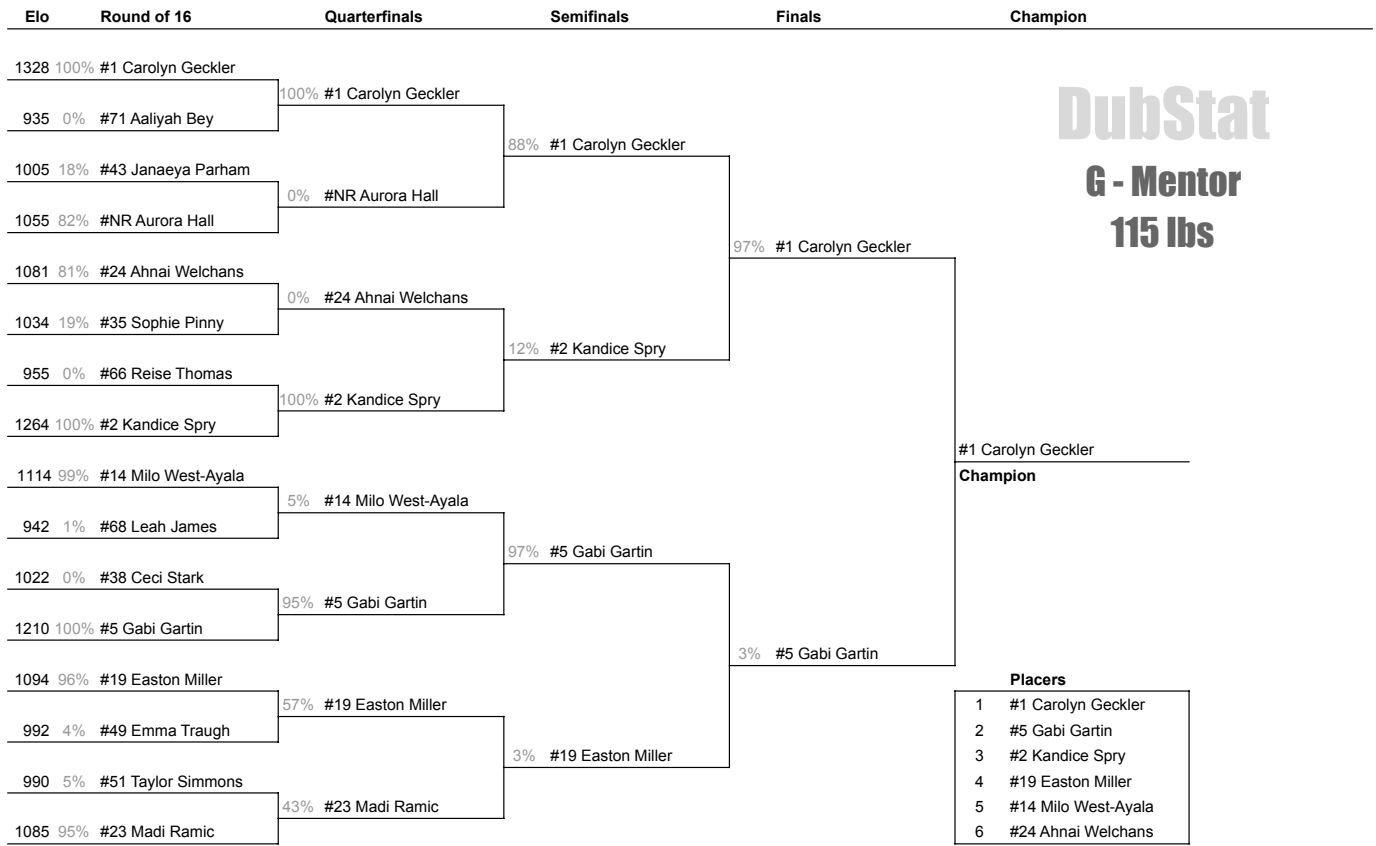 Elo Round of 16 Quarterfinals Semifinals Finals Champion
1328 100% #1 Carolyn Geckler
100% #1 Carolyn Geckler
935 0% #71 Aaliyah Bey
88% #1 Carolyn Geckler
1005 18% #43 Janaeya Parham
0% #NR Aurora Hall
1055 82% #NR Aurora Hall
97% #1 Carolyn Geckler
1081 81% #24 Ahnai Welchans
0% #24 Ahnai Welchans
1034 19% #35 Sophie Pinny
12% #2 Kandice Spry
955 0% #66 Reise Thomas
100% #2 Kandice Spry
1264 100% #2 Kandice Spry
#1 Carolyn Geckler
Champion
1114 99% #14 Milo West-Ayala
5% #14 Milo West-Ayala
942 1% #68 Leah James
97% #5 Gabi Gartin
1022 0% #38 Ceci Stark
95% #5 Gabi Gartin
1210 100% #5 Gabi Gartin
3% #5 Gabi Gartin
1094 96% #19 Easton Miller
57% #19 Easton Miller
992 4% #49 Emma Traugh
3% #19 Easton Miller
990 5% #51 Taylor Simmons
43% #23 Madi Ramic
1085 95% #23 Madi Ramic
DubStat
G - Mentor
115 lbs
Placers
1 #1 Carolyn Geckler
2 #5 Gabi Gartin
3 #2 Kandice Spry
4 #19 Easton Miller
5 #14 Milo West-Ayala
6 #24 Ahnai Welchans